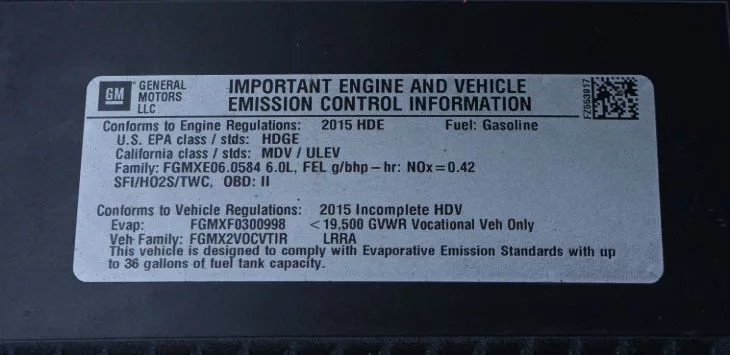 GM GENERAL MOTORS LLC
IMPORTANT ENGINE AND VEHICLE
EMISSION CONTROL INFORMATION
FZ553917
Conforms to Engine Regulations: 2015 HDE Fuel: Gasoline
U.S. EPA class / stds: HDGE
California class / stds: MDV / ULEV
Family: FGMXE06.0584 6.0L, FEL g/bhp-hr: NOx=0.42
SFI/HO2S/TWC, OBD: II
Conforms to Vehicle Regulations: 2015 Incomplete HDV
Evap: FGMXF0300998 <19,500 GVWR Vocational Veh Only
Veh Family: FGMX2VOCVTIR LRRA
This vehicle is designed to comply with Evaporative Emission Standards with up
to 36 gallons of fuel tank capacity.